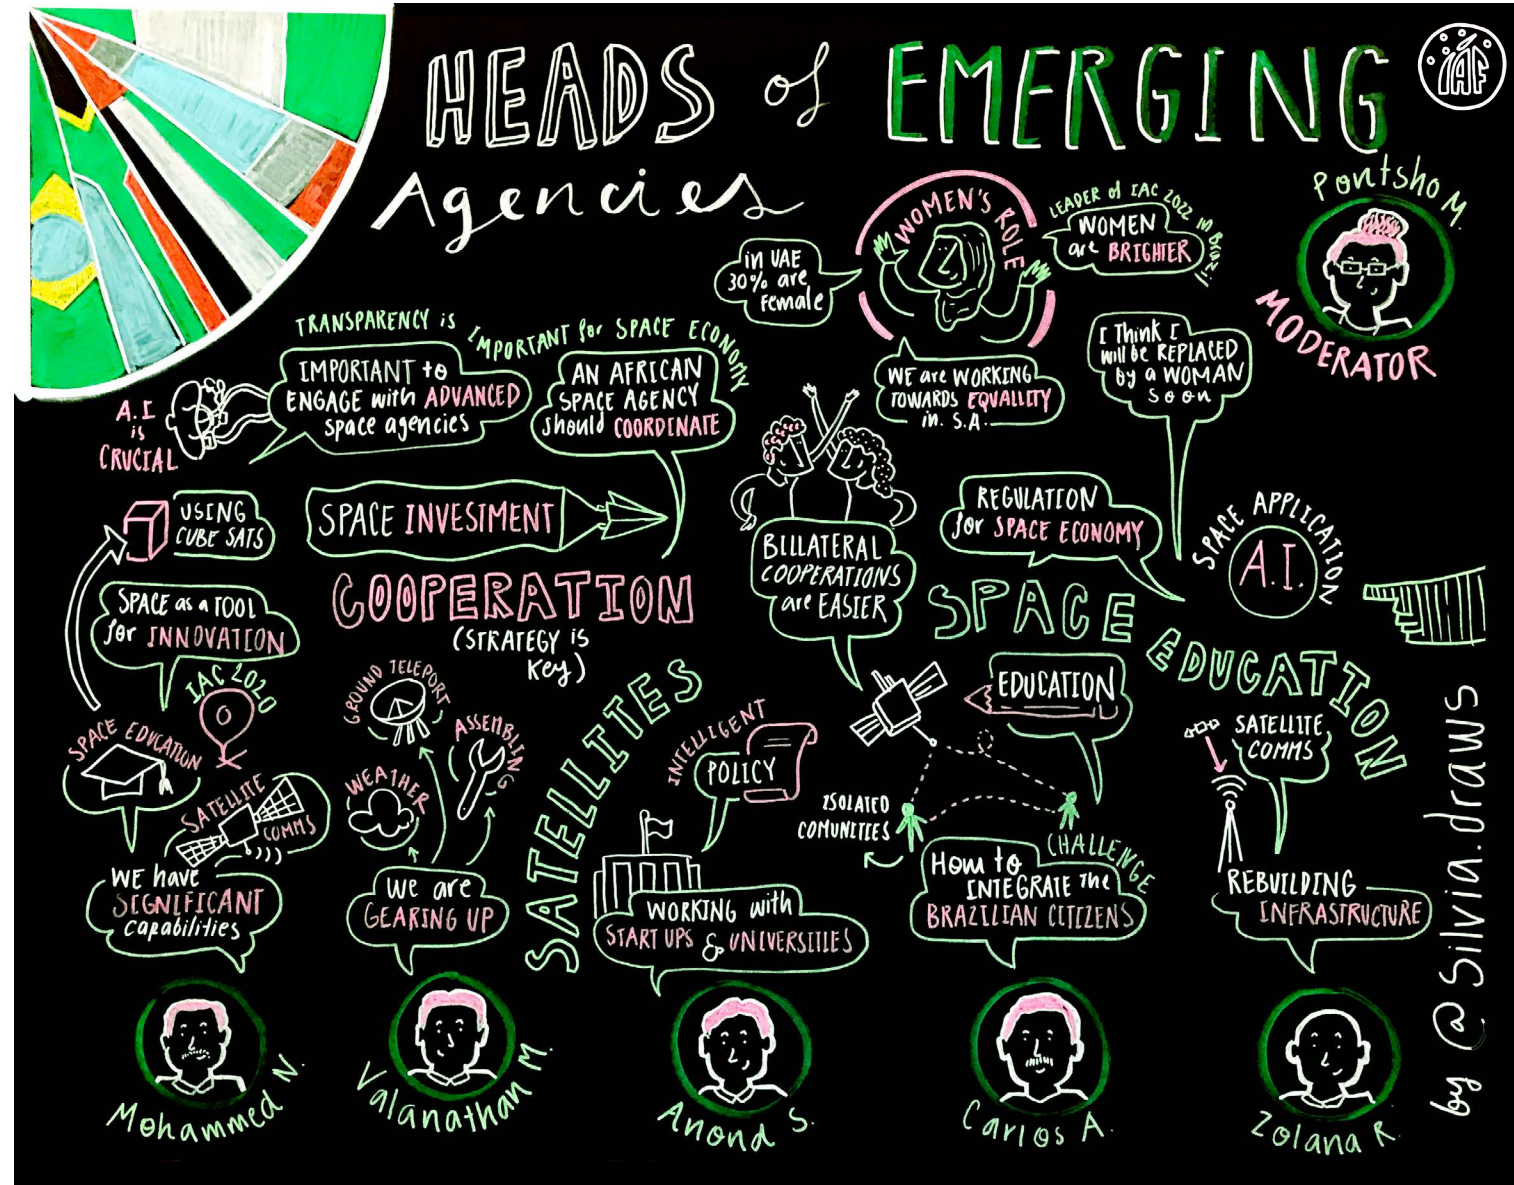 HEADS of EMERGING
Agencies
IAF
Pontsho M.
MODERATOR
WOMEN'S ROLE
LEADER of IAC 2022 in Brazil
WOMEN
are BRIGHTER
in UAE
30% are
female
WE are WORKING
TOWARDS EQUALLITY
in S.A.
I Think I
will be REPLACED
by a WOMAN
soon
TRANSPARENCY is
IMPORTANT for SPACE ECONOMY
IMPORTANT to
ENGAGE with ADVANCED
space agencies
AN AFRICAN
SPACE AGENCY
should COORDINATE
A.I
is
CRUCIAL
USING
CUBE SATS
SPACE INVESTMENT
COOPERATION
(STRATEGY is
Key)
BILLATERAL
COOPERATIONS
are EASIER
REGULATION
for SPACE ECONOMY
SPACE APPLICATION
A.I.
SPACE
EDUCATION
SPACE as a TOOL
for INNOVATION
IAC 2020
SPACE EDUCATION
SATELLITE
COMMS
WE have
SIGNIFICANT
capabilities
GROUND TELEPORT
ASSEMBLING
WEATHER
we are
GEARING UP
SATELLITES
INTELLIGENT
POLICY
WORKING with
START UPS & UNIVERSITIES
EDUCATION
ISOLATED
COMUNITIES
CHALLENGE
How to
INTEGRATE The
BRAZILIAN CITIZENS
SATELLITE
COMMS
REBUILDING
INFRASTRUCTURE
Mohammed N.
Valanathan M.
Anond S.
Carlos A.
Zolana R.
by @Silvia.draws